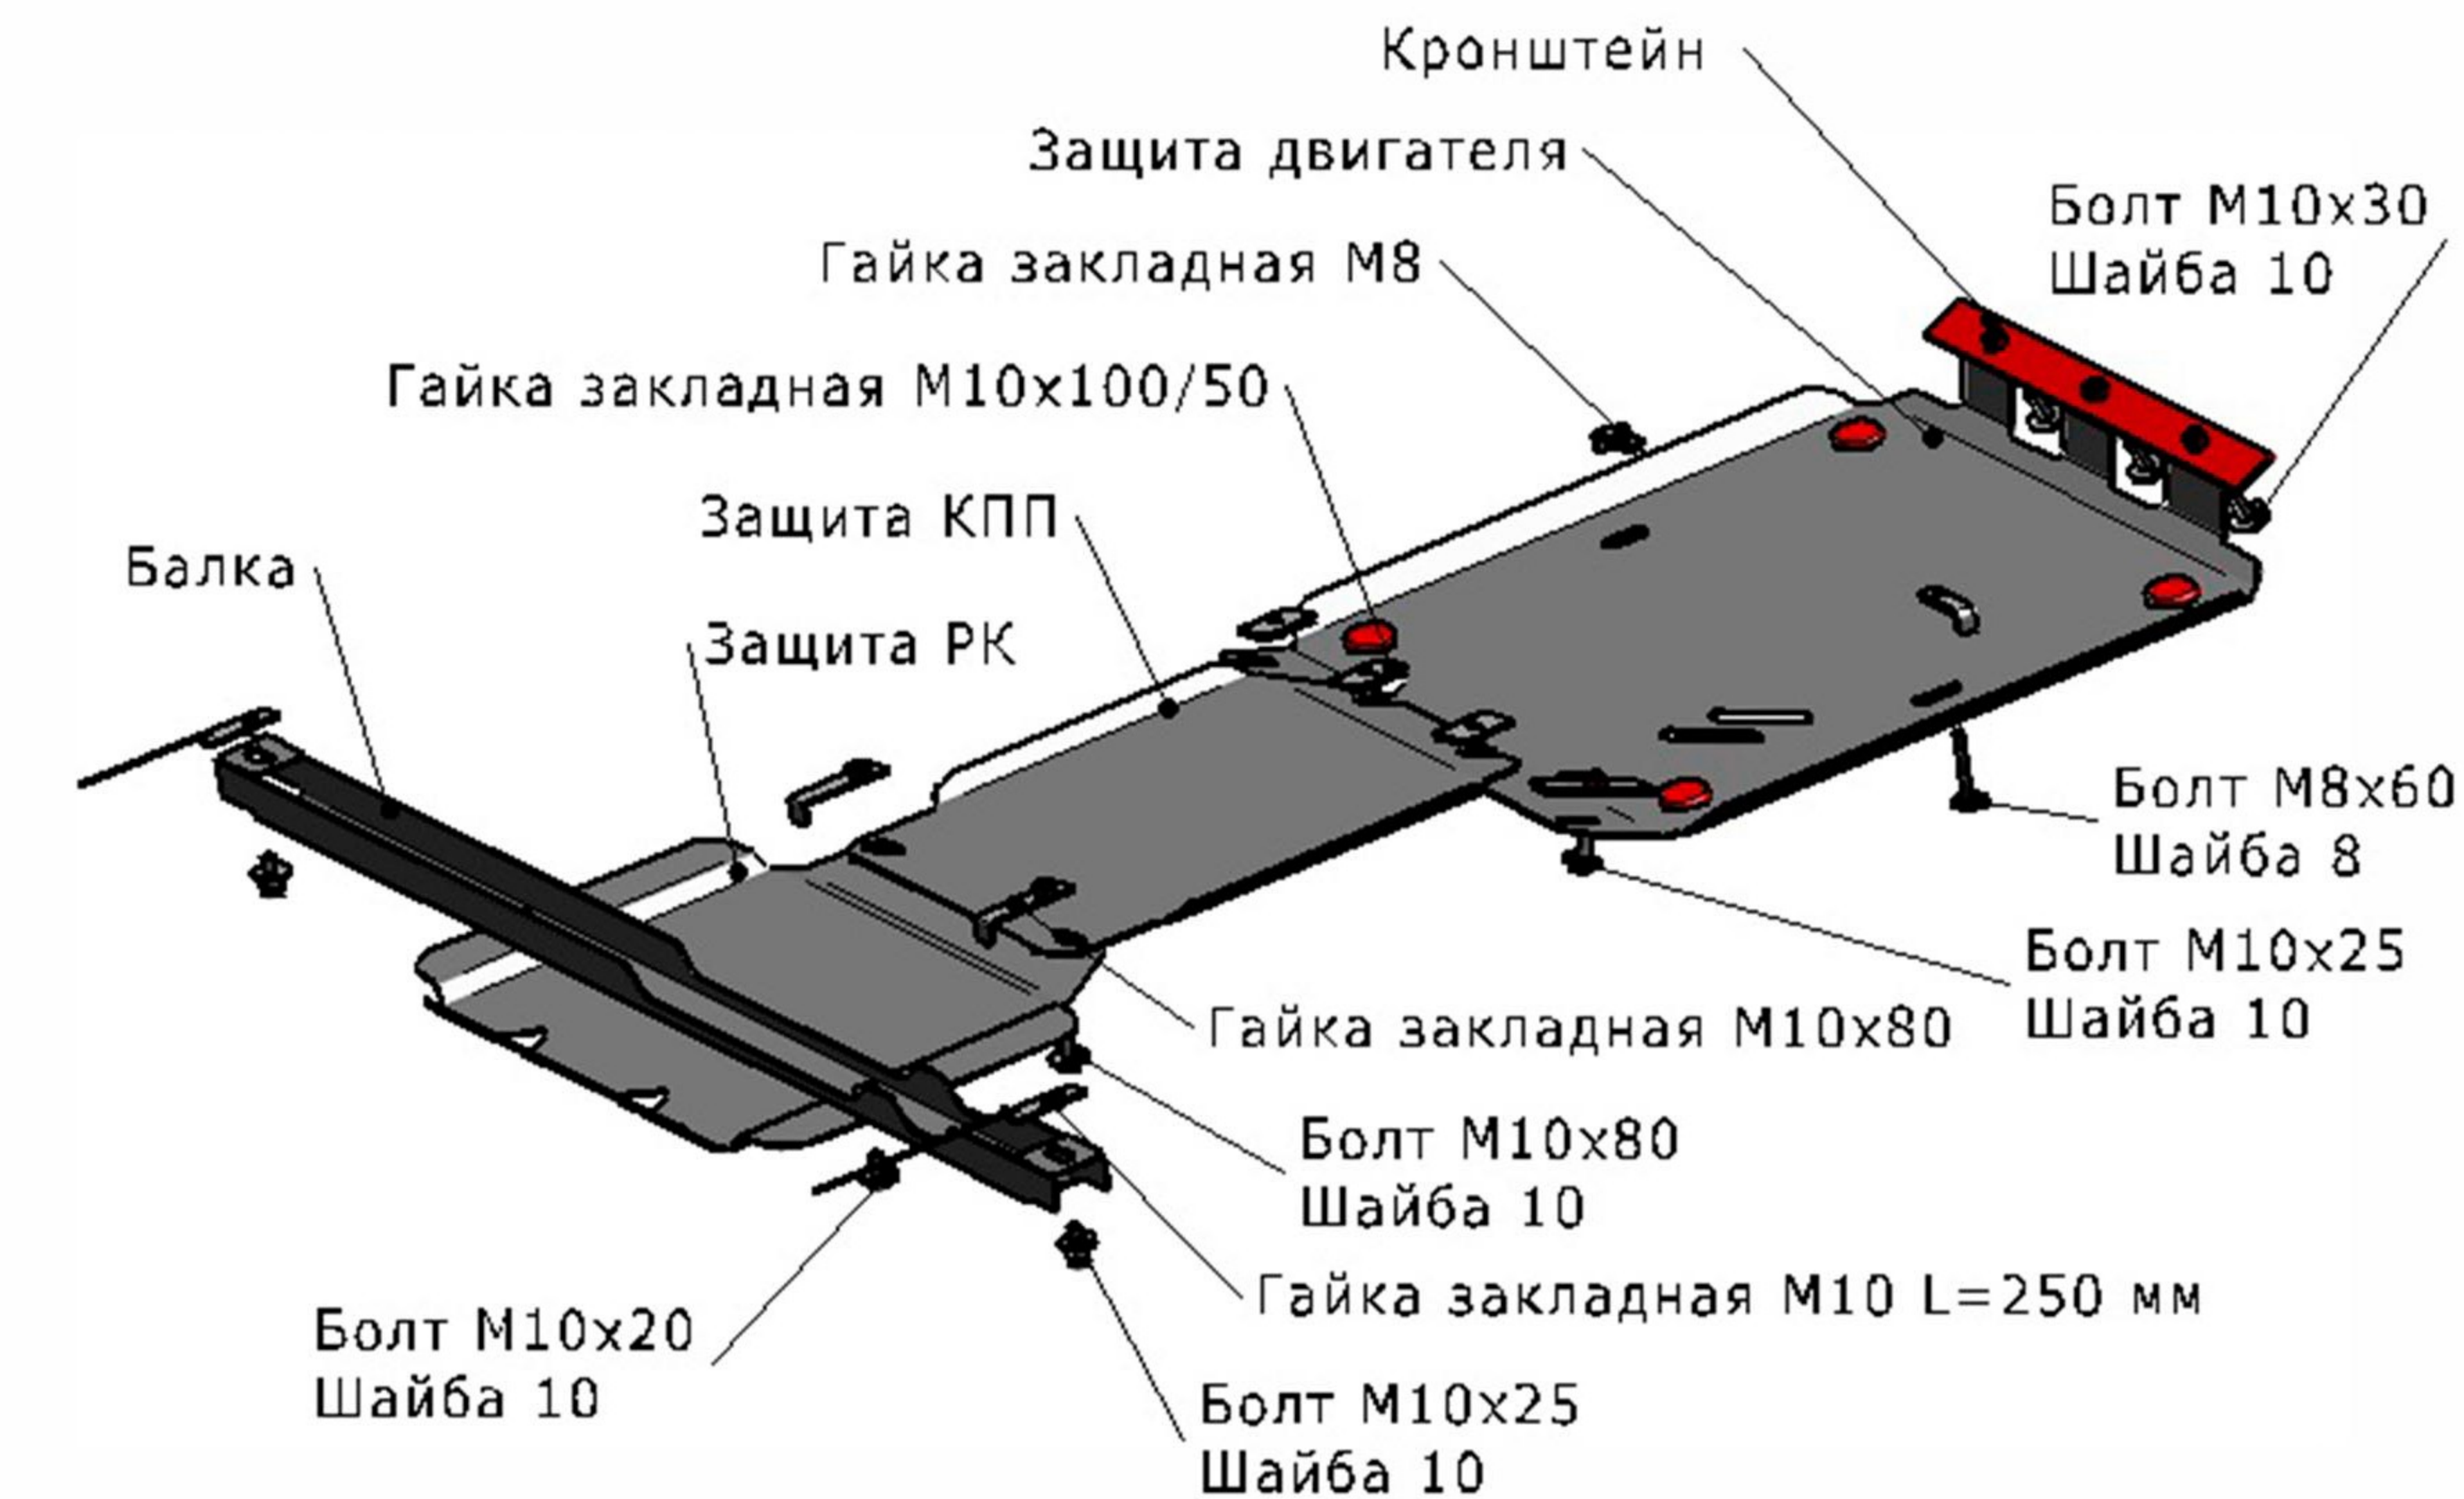 Кронштейн
Защита двигателя
Болт М10х30
Шайба 10
Гайка закладная М8
Гайка закладная М10х100/50
Защита КПП
Балка
Защита РК
Болт М8х60
Шайба 8
Болт М10х25
Шайба 10
Гайка закладная М10х80
Болт М10х80
Шайба 10
Гайка закладная М10 L=250 мм
Болт М10х20
Шайба 10
Болт М10х25
Шайба 10